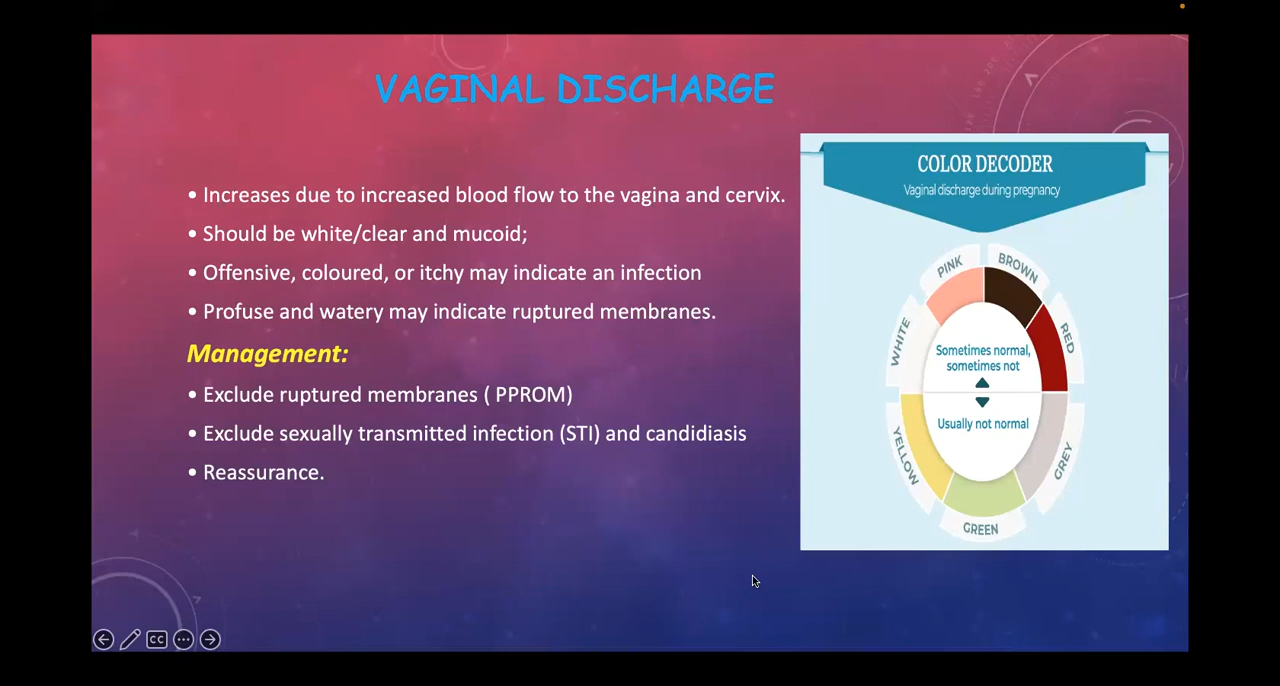 VAGINAL DISCHARGE
• Increases due to increased blood flow to the vagina and cervix.
• Should be white/clear and mucoid;
• Offensive, coloured, or itchy may indicate an infection
• Profuse and watery may indicate ruptured membranes.
Management:
• Exclude ruptured membranes ( PPROM)
• Exclude sexually transmitted infection (STI) and candidiasis
• Reassurance.
COLOR DECODER
Vaginal discharge during pregnancy
PINK
BROWN
WHITE
RED
Sometimes normal,
sometimes not
Usually not normal
YELLOW
GREY
GREEN
CC